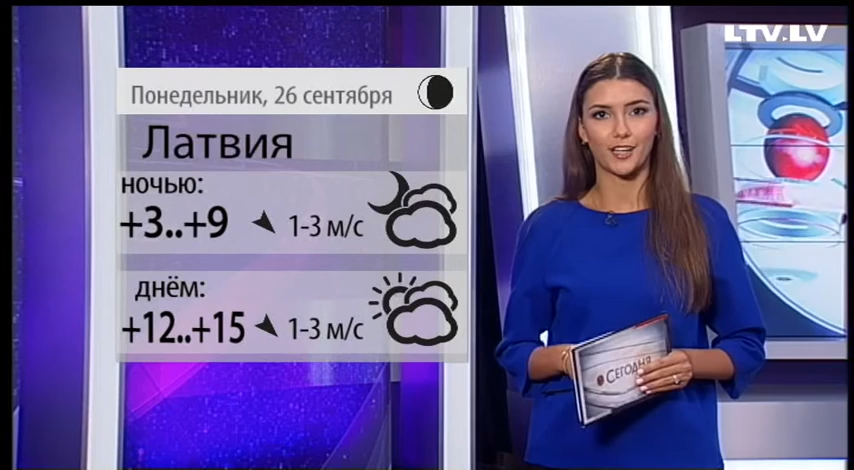 LTV.LV
Понедельник, 26 сентября
Латвия
ночью:
+3..+9 1-3 м/с
днём:
+12..+15 1-3 м/с
СЕГОДНЯ